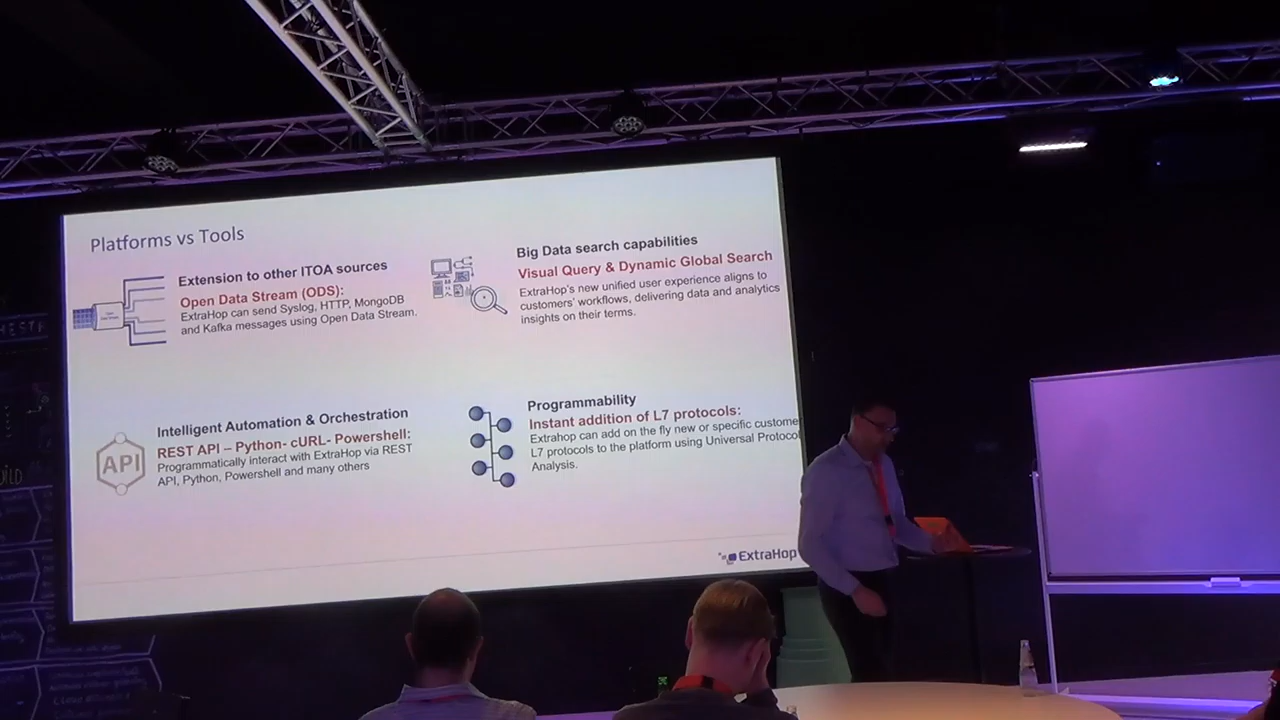 Platforms vs Tools
Extension to other ITOA sources
Open Data Stream (ODS):
ExtraHop can send Syslog, HTTP, MongoDB
and Kafka messages using Open Data Stream.
Big Data search capabilities
Visual Query & Dynamic Global Search
ExtraHop's new unified user experience aligns to
customers' workflows, delivering data and analytics
insights on their terms.
Intelligent Automation & Orchestration
REST API – Python- cURL- Powershell:
Programmatically interact with ExtraHop via REST
API, Python, Powershell and many others
API
Programmability
Instant addition of L7 protocols:
Extrahop can add on the fly new or specific custome
L7 protocols to the platform using Universal Protocol
Analysis.
ExtraHop